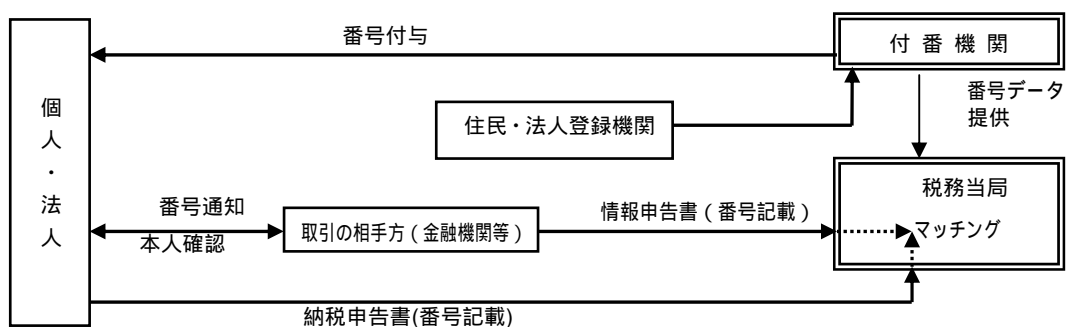 番号付与
付番機関
個人・法人
番号データ
提供
住民・法人登録機関
税務当局
番号通知
本人確認
取引の相手方（金融機関等）
情報申告書（番号記載）
マッチング
納税申告書(番号記載)